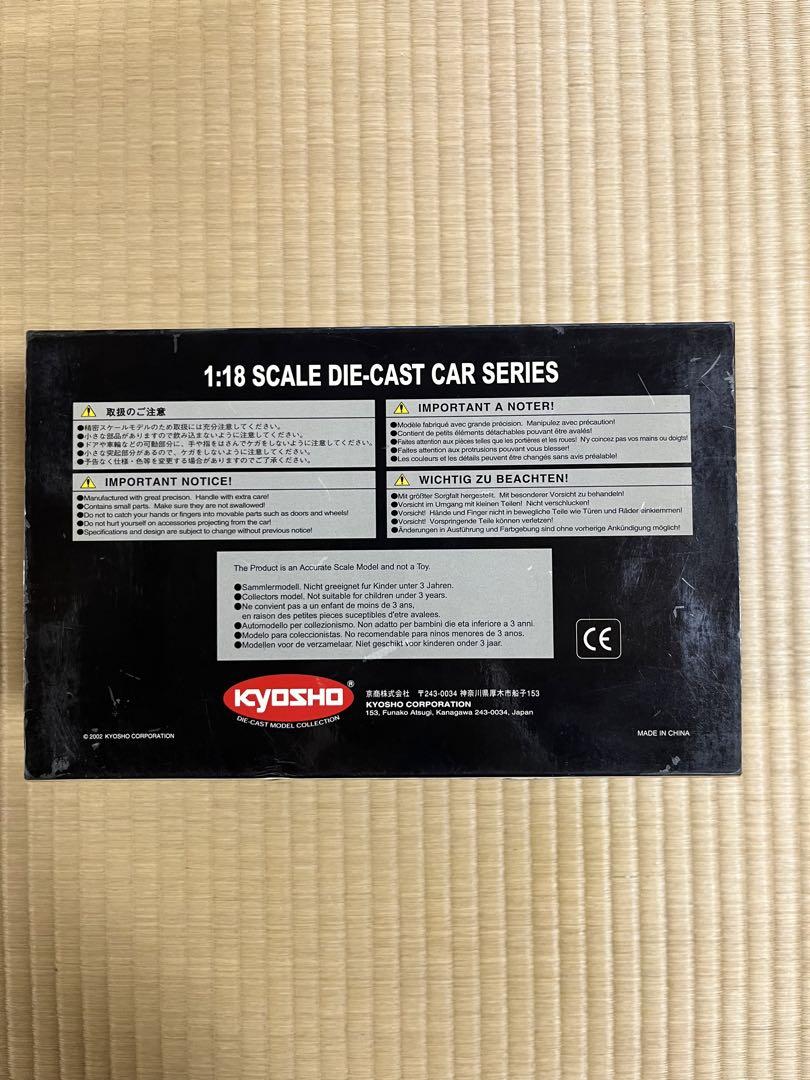 1:18 SCALE DIE-CAST CAR SERIES
取扱のご注意
●精密スケールモデルのため取扱には充分注意してください。
●小さな部品がありますので飲み込まないように注意してください。
●ドアや車輪などの可動部分に、手や指をはさんでケガをしないように注意してください。
●小さな突起部分があるので、ケガをしないように注意してください。
●予告なく仕様・色等を変更する場合がありますのでご了承ください。
IMPORTANT A NOTER!
●Modèle fabriqué avec grande précision. Manipulez avec précaution!
●Contient de petits éléments détachables pouvant être avalés!
●Faites attention aux pièces telles que les portières et les roues! N'y coincez pas vos mains ou doigts!
●Faites attention aux protrusions pouvant vous blesser!
●Les couleurs et les détails peuvent être changés sans avis préalable!
IMPORTANT NOTICE!
●Manufactured with great precison. Handle with extra care!
●Contains small parts. Make sure they are not swallowed!
●Do not to catch your hands or fingers into movable parts such as doors and wheels!
●Do not hurt yourself on accessories projecting from the car!
●Specifications and design are subject to change without previous notice!
WICHTIG ZU BEACHTEN!
●Mit größter Sorgfalt hergestellt. Mit besonderer Vorsicht zu behandeln!
●Vorsicht im Umgang mit kleinen Teilen! Nicht verschlucken!
●Vorsicht! Hände und Finger nicht in bewegliche Teile wie Türen und Räder einklemmen!
●Vorsicht! Vorspringende Teile können verletzen!
●Änderungen in Ausführung und Farbgebung sind ohne vorherige Ankündigung möglich!
The Product is an Accurate Scale Model and not a Toy.
●Sammlermodell. Nicht geeignet fur Kinder unter 3 Jahren.
●Collectors model, Not suitable for children under 3 years.
●Ne convient pas a un enfant de moins de 3 ans,
en raison des petites pieces suceptibles d'etre avalees.
●Automodello per collezionismo. Non adatto per bambini die eta inferiore a 3 anni.
●Modelo para coleccionistas. No recomendable para ninos menores de 3 anos.
●Modellen voor de verzamelaar. Niet geschikt voor kinderen onder 3 jaar.
CE
KYOSHO®
DIE-CAST MODEL COLLECTION
京商株式会社 〒243-0034 神奈川県厚木市船子153
KYOSHO CORPORATION
153, Funako Atsugi, Kanagawa 243-0034, Japan
© 2002 KYOSHO CORPORATION
MADE IN CHINA